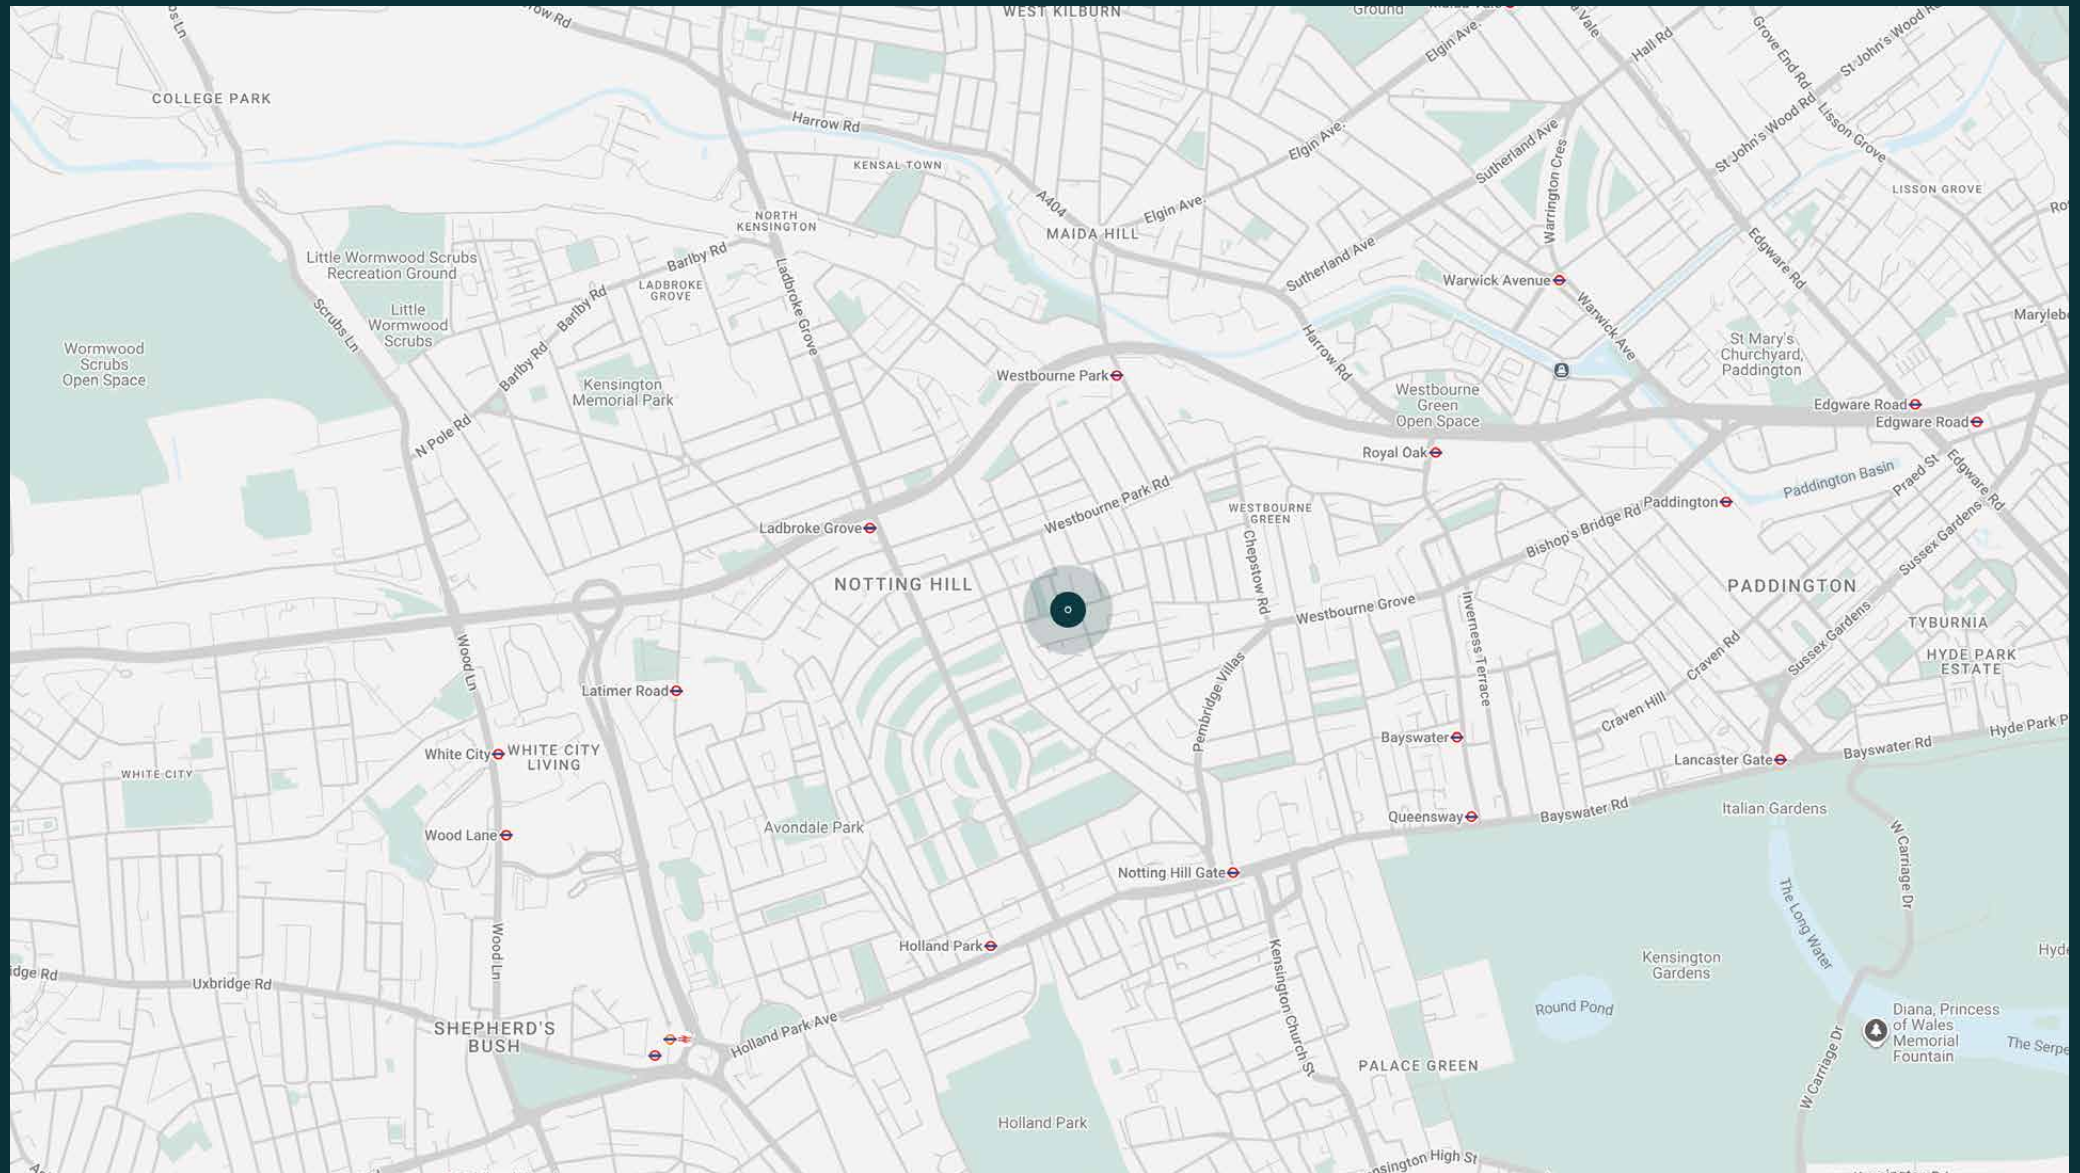 WEST KILBURN
Ground
Elgin Ave.
Hall Rd
Grove End Rd
St John's Wood Rd
COLLEGE PARK
Harrow Rd
KENSAL TOWN
Elgin Ave.
Sutherland Ave
Warrington Cres
St John's Wood Rd
Lisson Grove
LISSON GROVE
A404
Elgin Ave.
MAIDA HILL
NORTH
KENSINGTON
Barlby Rd
Little Wormwood Scrubs
Recreation Ground
Little
Wormwood
Scrubs
LADBROKE
GROVE
Barlby Rd
Ladbroke Grove
Sutherland Ave
Warwick Avenue
Edgware Rd
Scrubs Ln
Warwick Ave
Wormwood
Scrubs
Open Space
Barlby Rd
Kensington
Memorial Park
Westbourne Park
Harrow Rd
Westbourne
Green
Open Space
St Mary's
Churchyard,
Paddington
Edgware Road
Edgware Road
N Pole Rd
Royal Oak
Westbourne Park Rd
WESTBOURNE
GREEN
Bishop's Bridge Rd
Paddington
Paddington Basin
Praed St
Edgware Rd
Ladbroke Grove
Chepstow Rd
Sussex Gardens
NOTTING HILL
PADDINGTON
Westbourne Grove
Inverness Terrace
TYBURNIA
HYDE PARK
ESTATE
Wood Ln
Sussex Gardens
Craven Rd
Latimer Road
Pembridge Villas
Craven Hill
White City
WHITE CITY
LIVING
WHITE CITY
Bayswater
Lancaster Gate
Bayswater Rd
Hyde Park P
Wood Lane
Avondale Park
Queensway
Bayswater Rd
Italian Gardens
W Carriage Dr
Notting Hill Gate
The Long Water
Holland Park
Kensington Church St
Kensington
Gardens
Wood Ln
Uxbridge Rd
Round Pond
Diana, Princess
of Wales
Memorial
Fountain
SHEPHERD'S
BUSH
Holland Park Ave
PALACE GREEN
W Carriage Dr
Holland Park